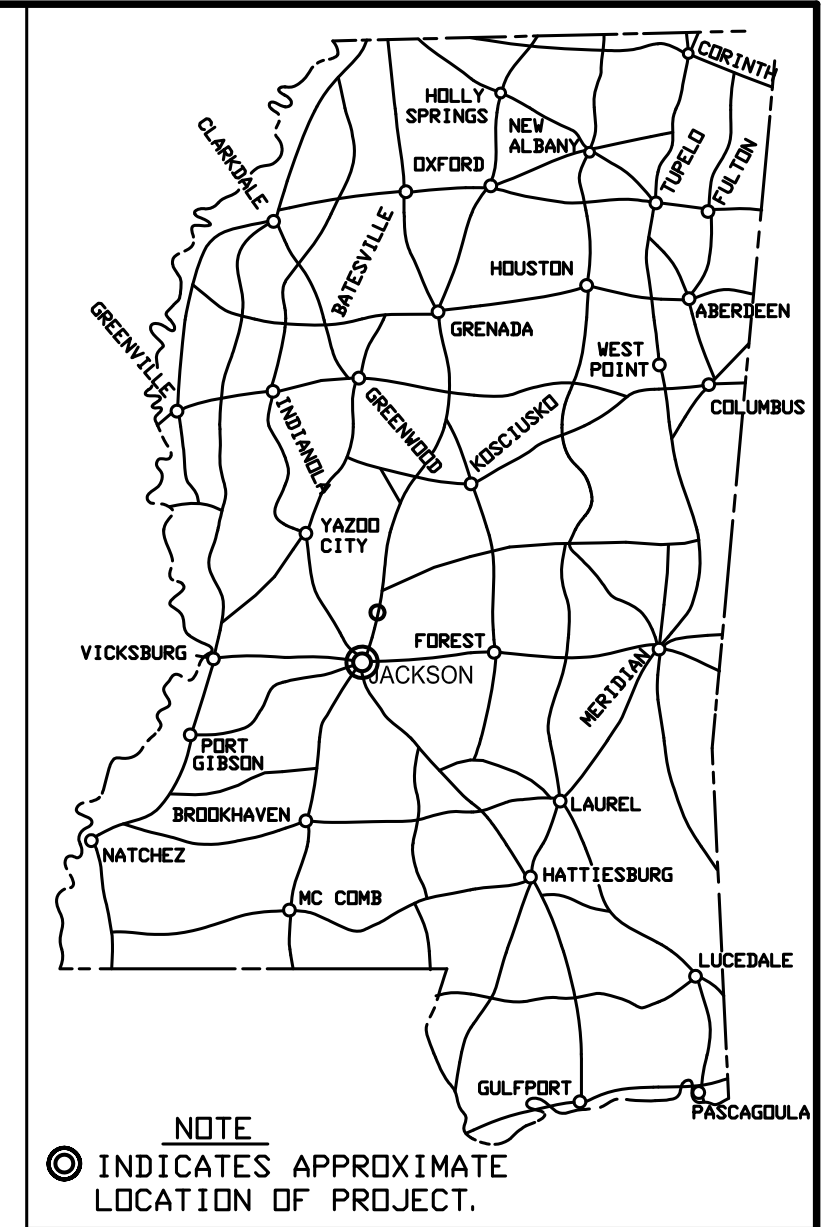 CORINTH
HOLLY
SPRINGS
NEW
ALBANY
CLARKDALE
OXFORD
TUPELO
FULTON
BATESVILLE
HOUSTON
GREENVILLE
GRENADA
ABERDEEN
WEST
POINT
INDIANOLA
GREENWOOD
KOSCIUSKO
COLUMBUS
YAZOO
CITY
VICKSBURG
FOREST
JACKSON
MERIDIAN
PORT
GIBSON
BROOKHAVEN
LAUREL
NATCHEZ
HATTIESBURG
MC COMB
LUCEDALE
GULFPORT
PASCAGOULA
NOTE
INDICATES APPROXIMATE
LOCATION OF PROJECT.